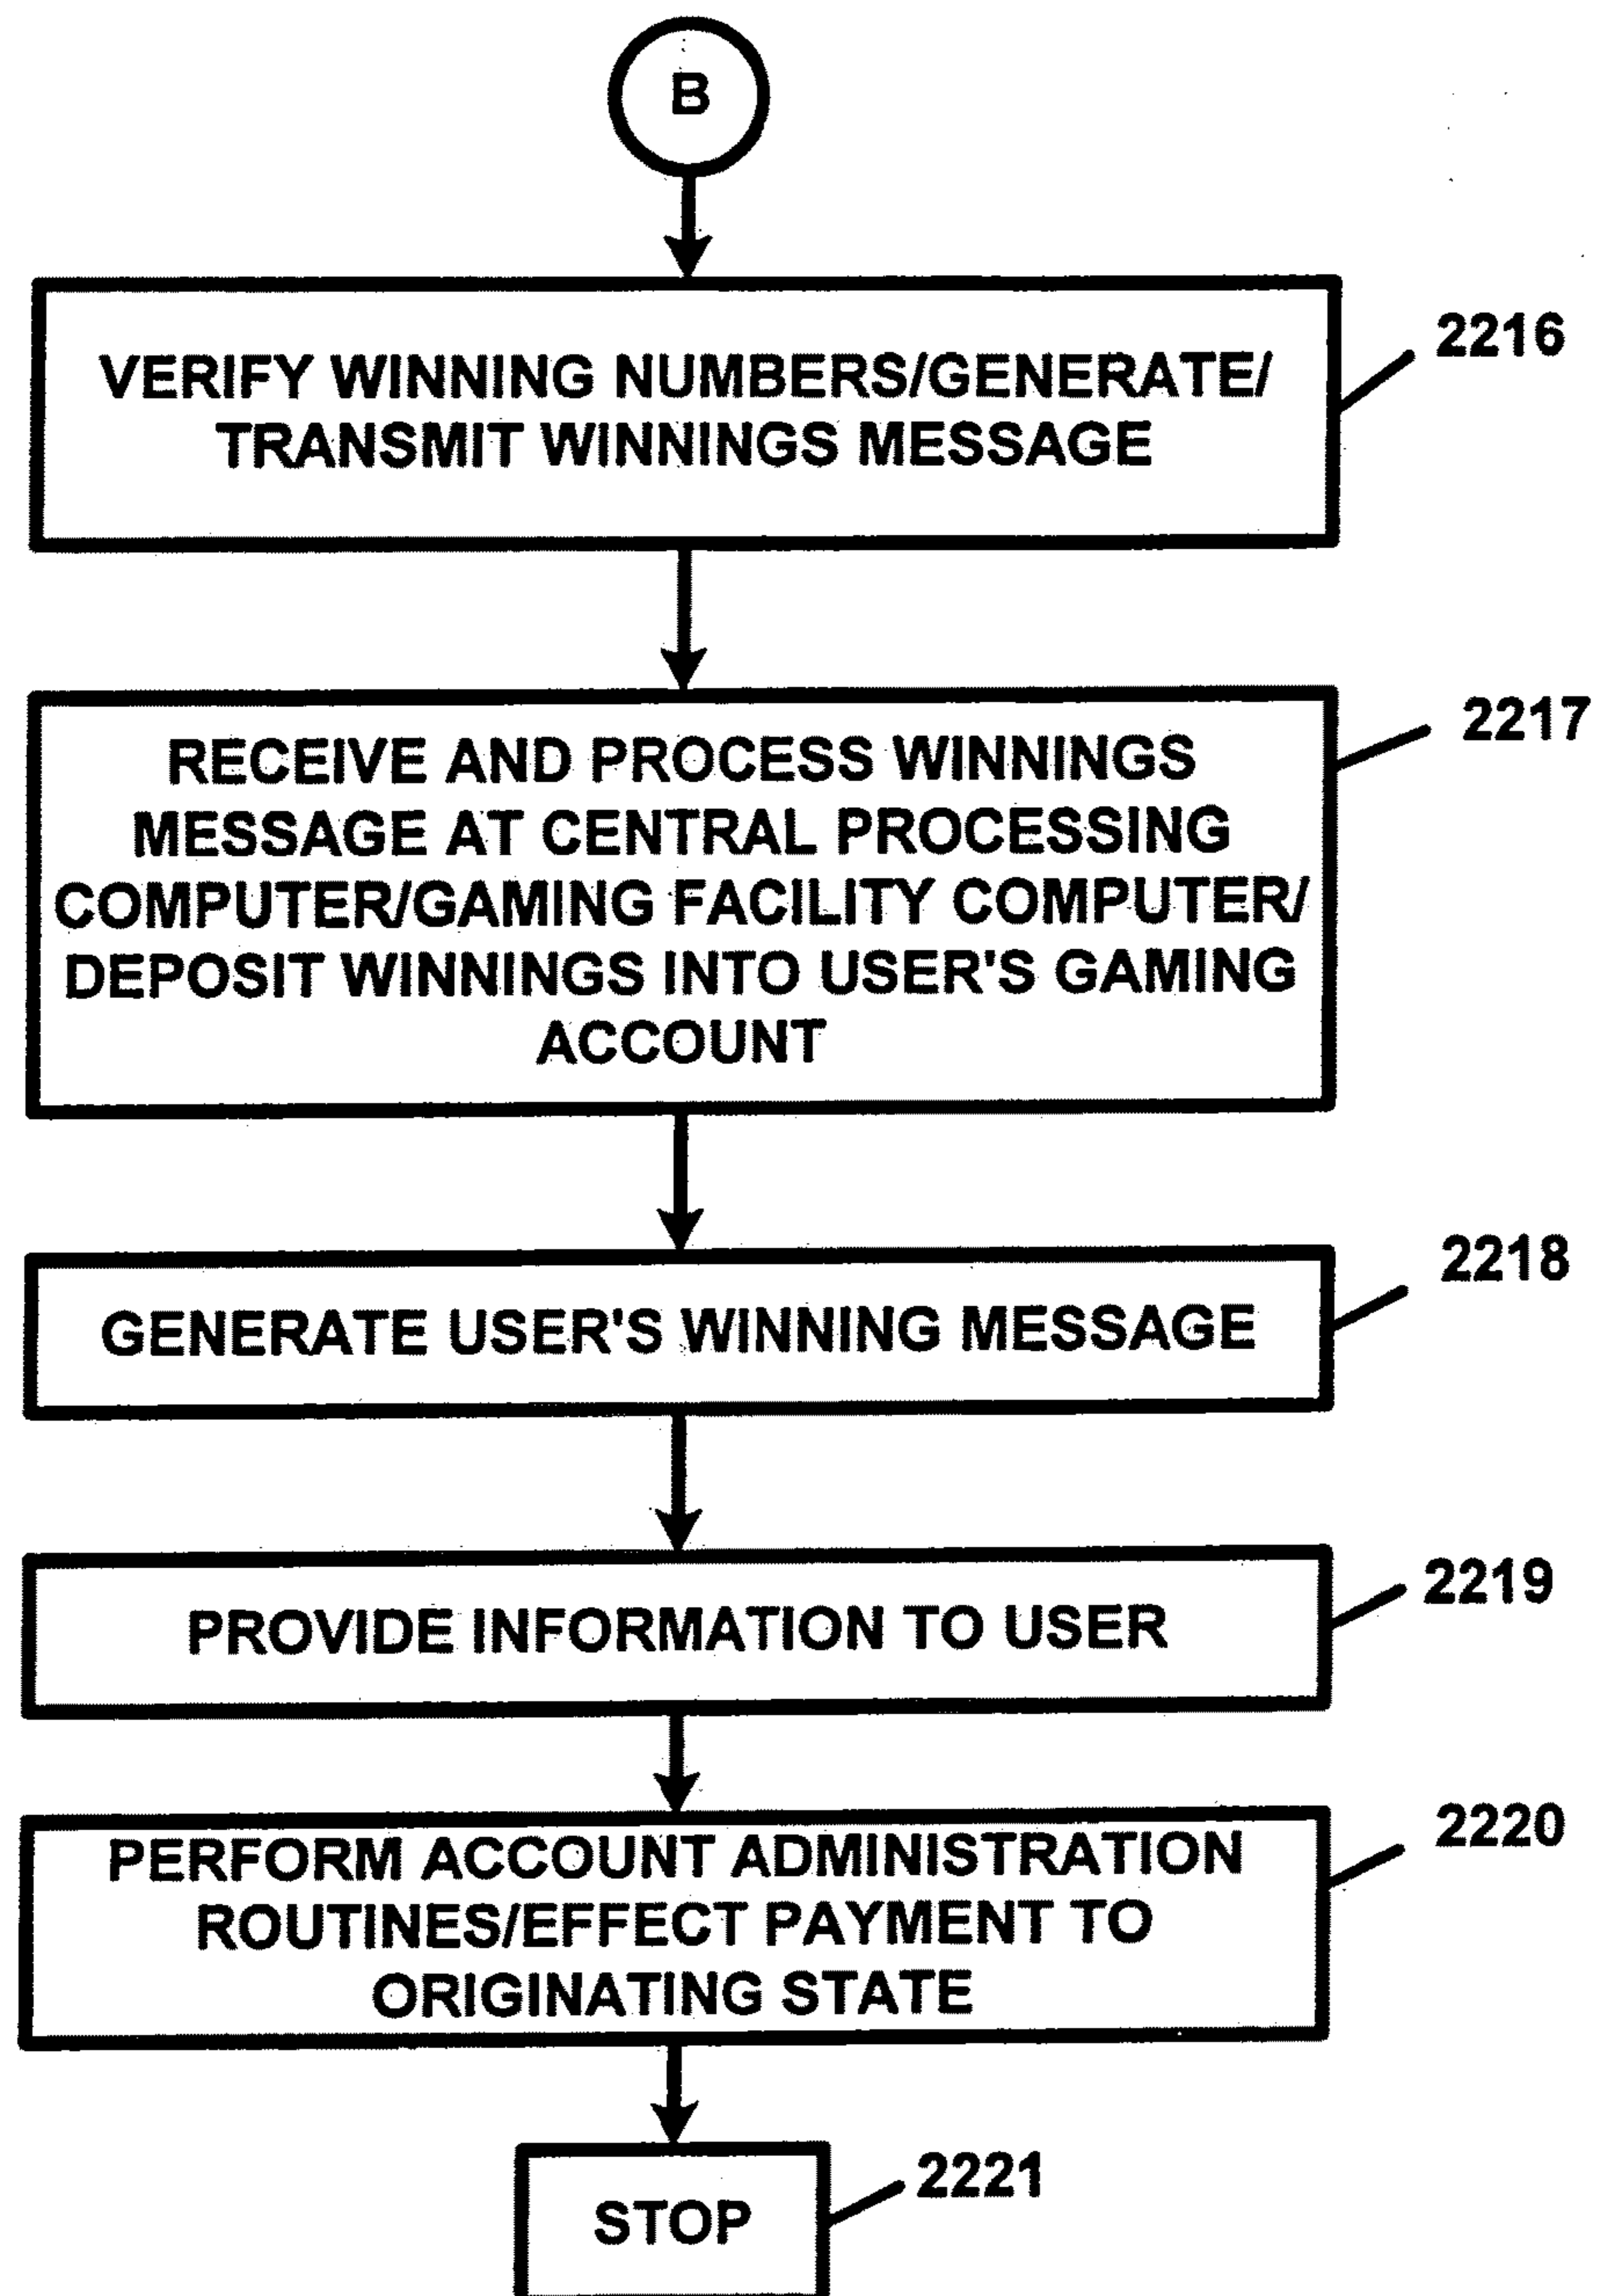 B
VERIFY WINNING NUMBERS/GENERATE/
TRANSMIT WINNINGS MESSAGE
2216
RECEIVE AND PROCESS WINNINGS
MESSAGE AT CENTRAL PROCESSING
COMPUTER/GAMING FACILITY COMPUTER/
DEPOSIT WINNINGS INTO USER'S GAMING
ACCOUNT
2217
GENERATE USER'S WINNING MESSAGE
2218
PROVIDE INFORMATION TO USER
2219
PERFORM ACCOUNT ADMINISTRATION
ROUTINES/EFFECT PAYMENT TO
ORIGINATING STATE
2220
STOP
2221